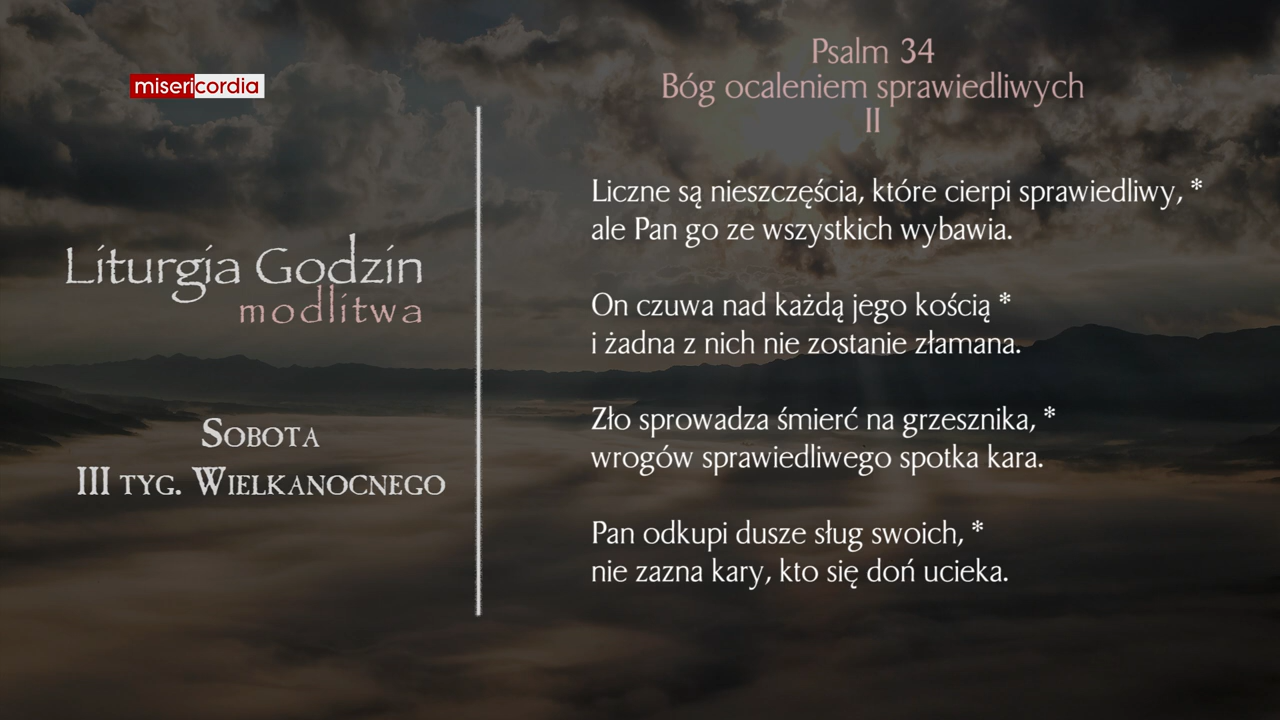 misericordia
Liturgia Godzin
modlitwa
Sobota
III tyg. Wielkanocnego
Psalm 34
Bóg ocaleniem sprawiedliwych
II
Liczne są nieszczęścia, które cierpi sprawiedliwy, *
ale Pan go ze wszystkich wybawia.
On czuwa nad każdą jego kością *
i żadna z nich nie zostanie złamana.
Zło sprowadza śmierć na grzesznika, *
wrogów sprawiedliwego spotka kara.
Pan odkupi dusze sług swoich, *
nie zazna kary, kto się doń ucieka.